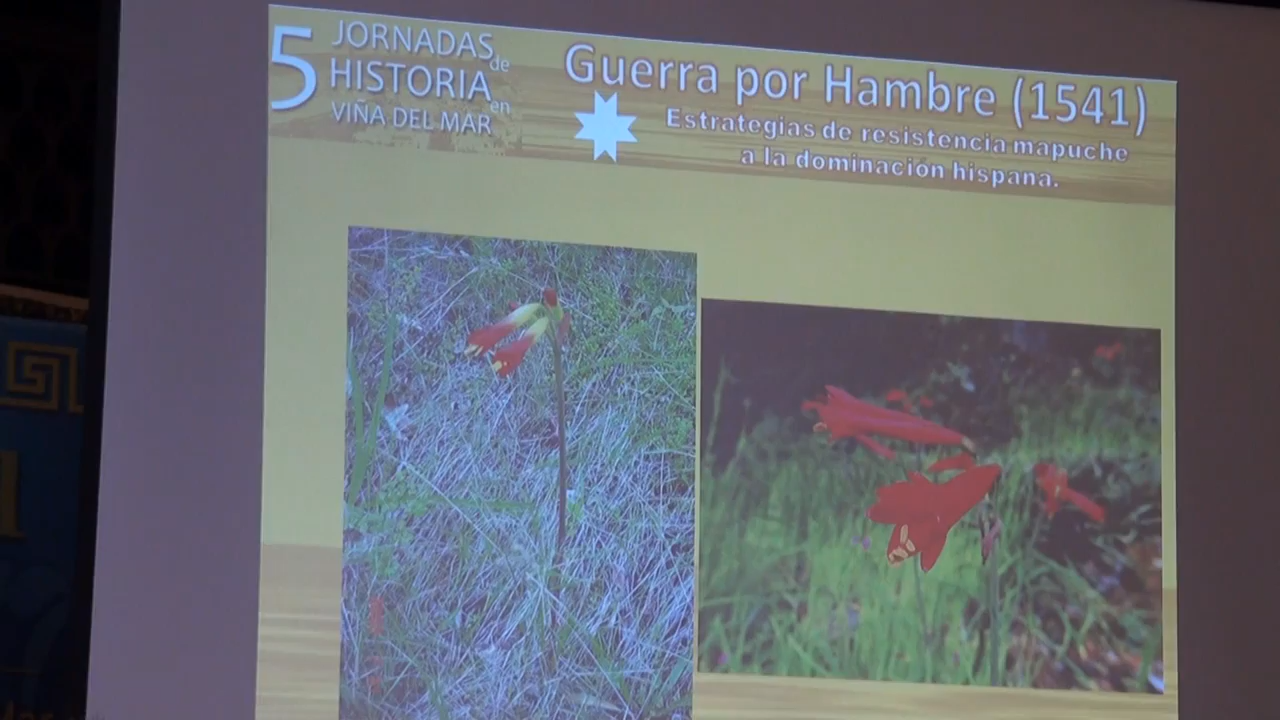 5 JORNADAS de
HISTORIA en
VIÑA DEL MAR
Guerra por Hambre (1541)
Estrategias de resistencia mapuche
a la dominación hispana.